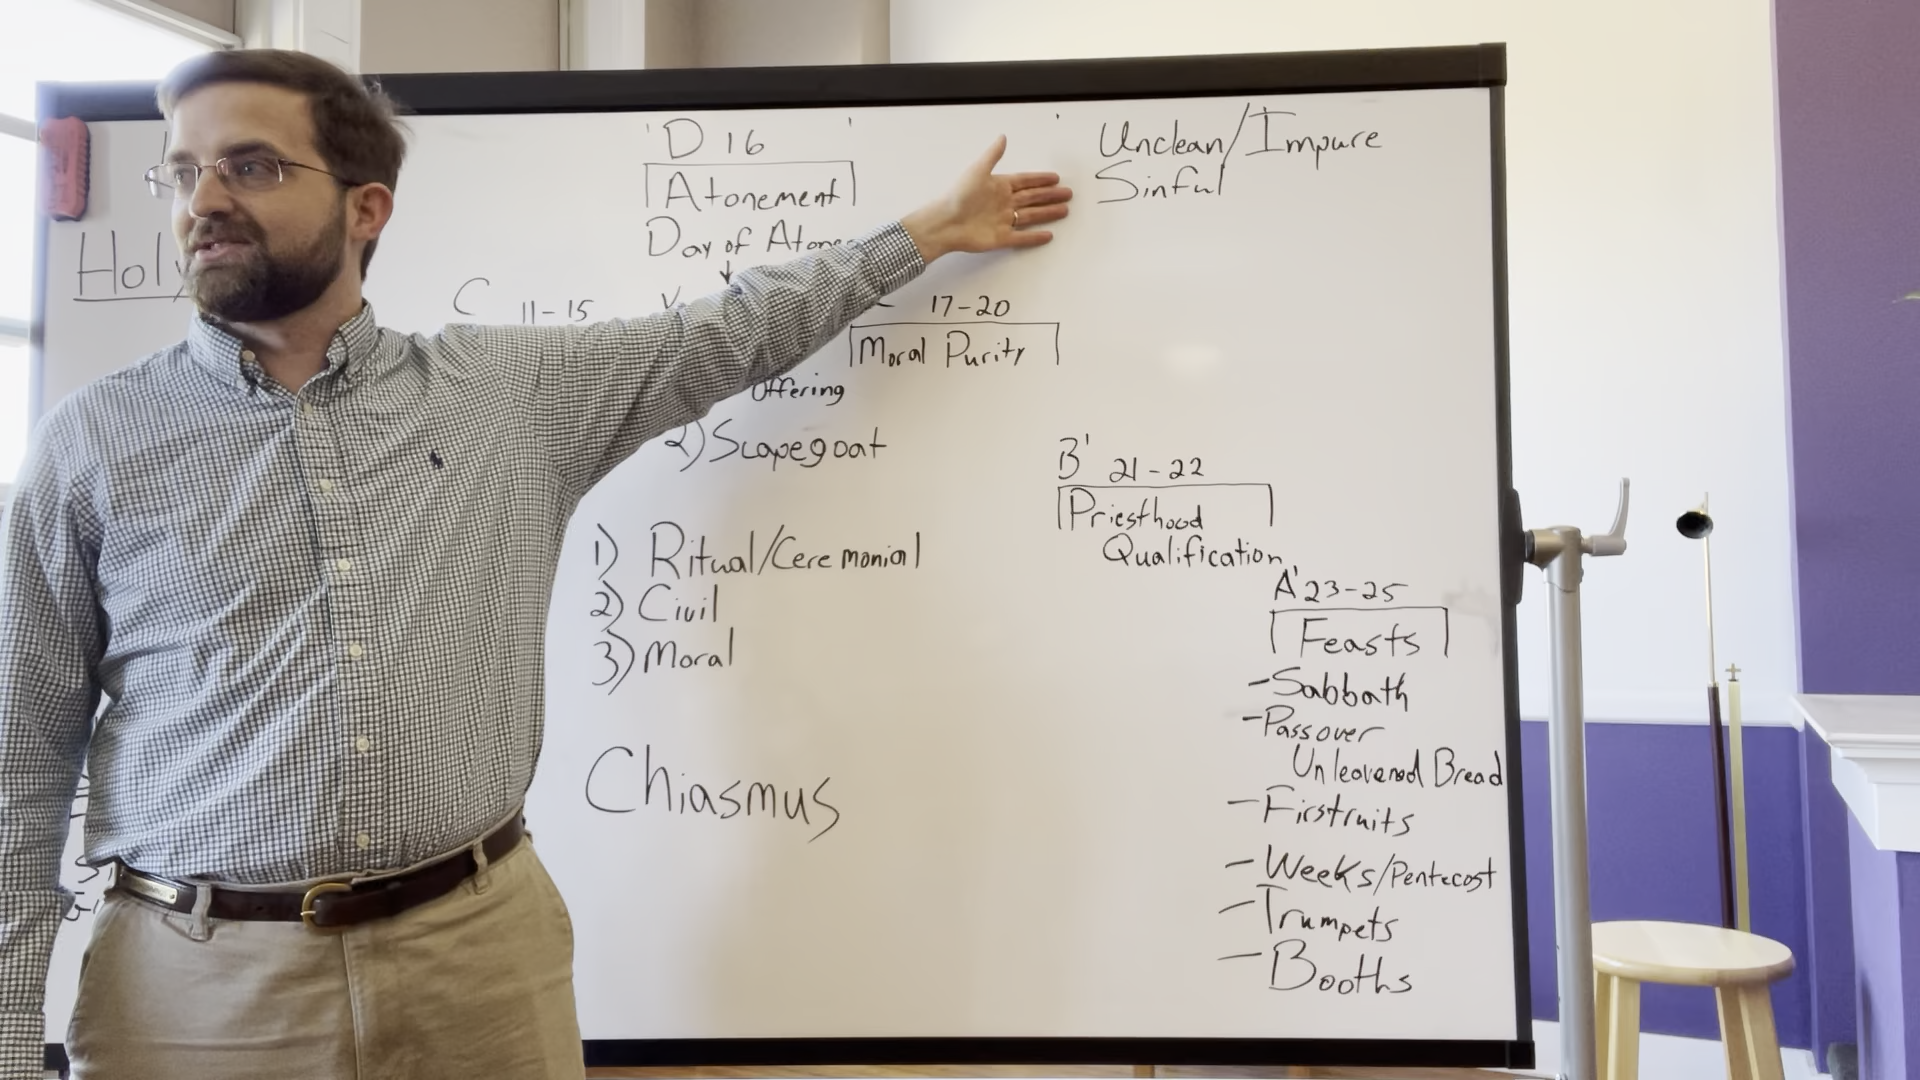 Holy
D 16
Atonement
Day of Atone
C 11-15
17-20
Moral Purity
Offering
2) Scapegoat
1) Ritual/Ceremonial
2) Civil
3) Moral
Chiasmus
Unclean/Impure
Sinful
B' 21-22
Priesthood
Qualification
A' 23-25
Feasts
-Sabbath
-Passover
Unleavened Bread
-Firstruits
-Weeks/Pentecost
-Trumpets
-Booths